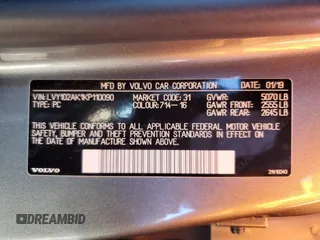 MFD BY VOLVO CAR CORPORATION DATE 01/19
VIN: LVY102AK1KP110090 MARKET CODE: 31 GVWR: 5070 LB
TYPE: PC COLOUR: 714-16 GAWR FRONT: 2555 LB
GAWR REAR: 2645 LB
THIS VEHICLE CONFORMS TO ALL APPLICABLE FEDERAL MOTOR VEHICLE
SAFETY, BUMPER AND THEFT PREVENTION STANDARDS IN EFFECT ON THE
DATE OF MANUFACTURE SHOWN ABOVE.
VOLVO
DREAMBID